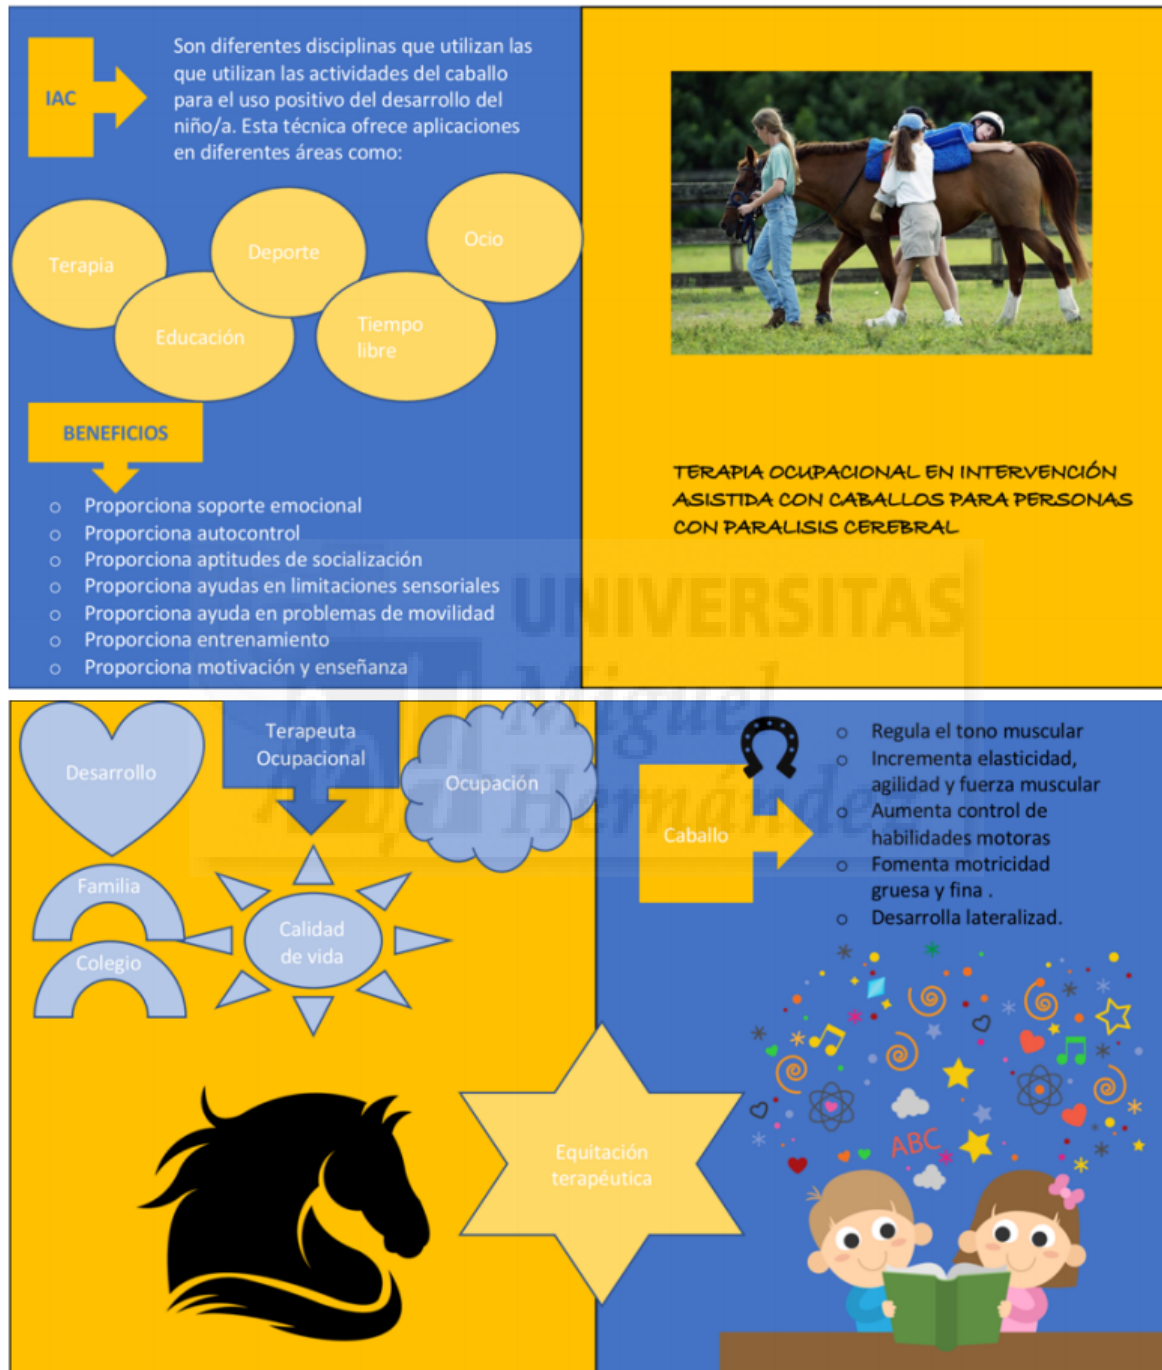 IAC
Son diferentes disciplinas que utilizan las
que utilizan las actividades del caballo
para el uso positivo del desarrollo del
niño/a. Esta técnica ofrece aplicaciones
en diferentes áreas como:
Terapia
Educación
Deporte
Tiempo
libre
Ocio
BENEFICIOS
o Proporciona soporte emocional
o Proporciona autocontrol
o Proporciona aptitudes de socialización
o Proporciona ayudas en limitaciones sensoriales
o Proporciona ayuda en problemas de movilidad
o Proporciona entrenamiento
o Proporciona motivación y enseñanza
TERAPIA OCUPACIONAL EN INTERVENCIÓN
ASISTIDA CON CABALLOS PARA PERSONAS
CON PARALISIS CEREBRAL
UNIVERSITAS
Miguel
Hernández
Desarrollo
Terapeuta
Ocupacional
Ocupación
Familia
Colegio
Calidad
de vida
Caballo
o Regula el tono muscular
o Incrementa elasticidad,
agilidad y fuerza muscular
o Aumenta control de
habilidades motoras
o Fomenta motricidad
gruesa y fina .
o Desarrolla lateralizad.
Equitación
terapéutica
ABC